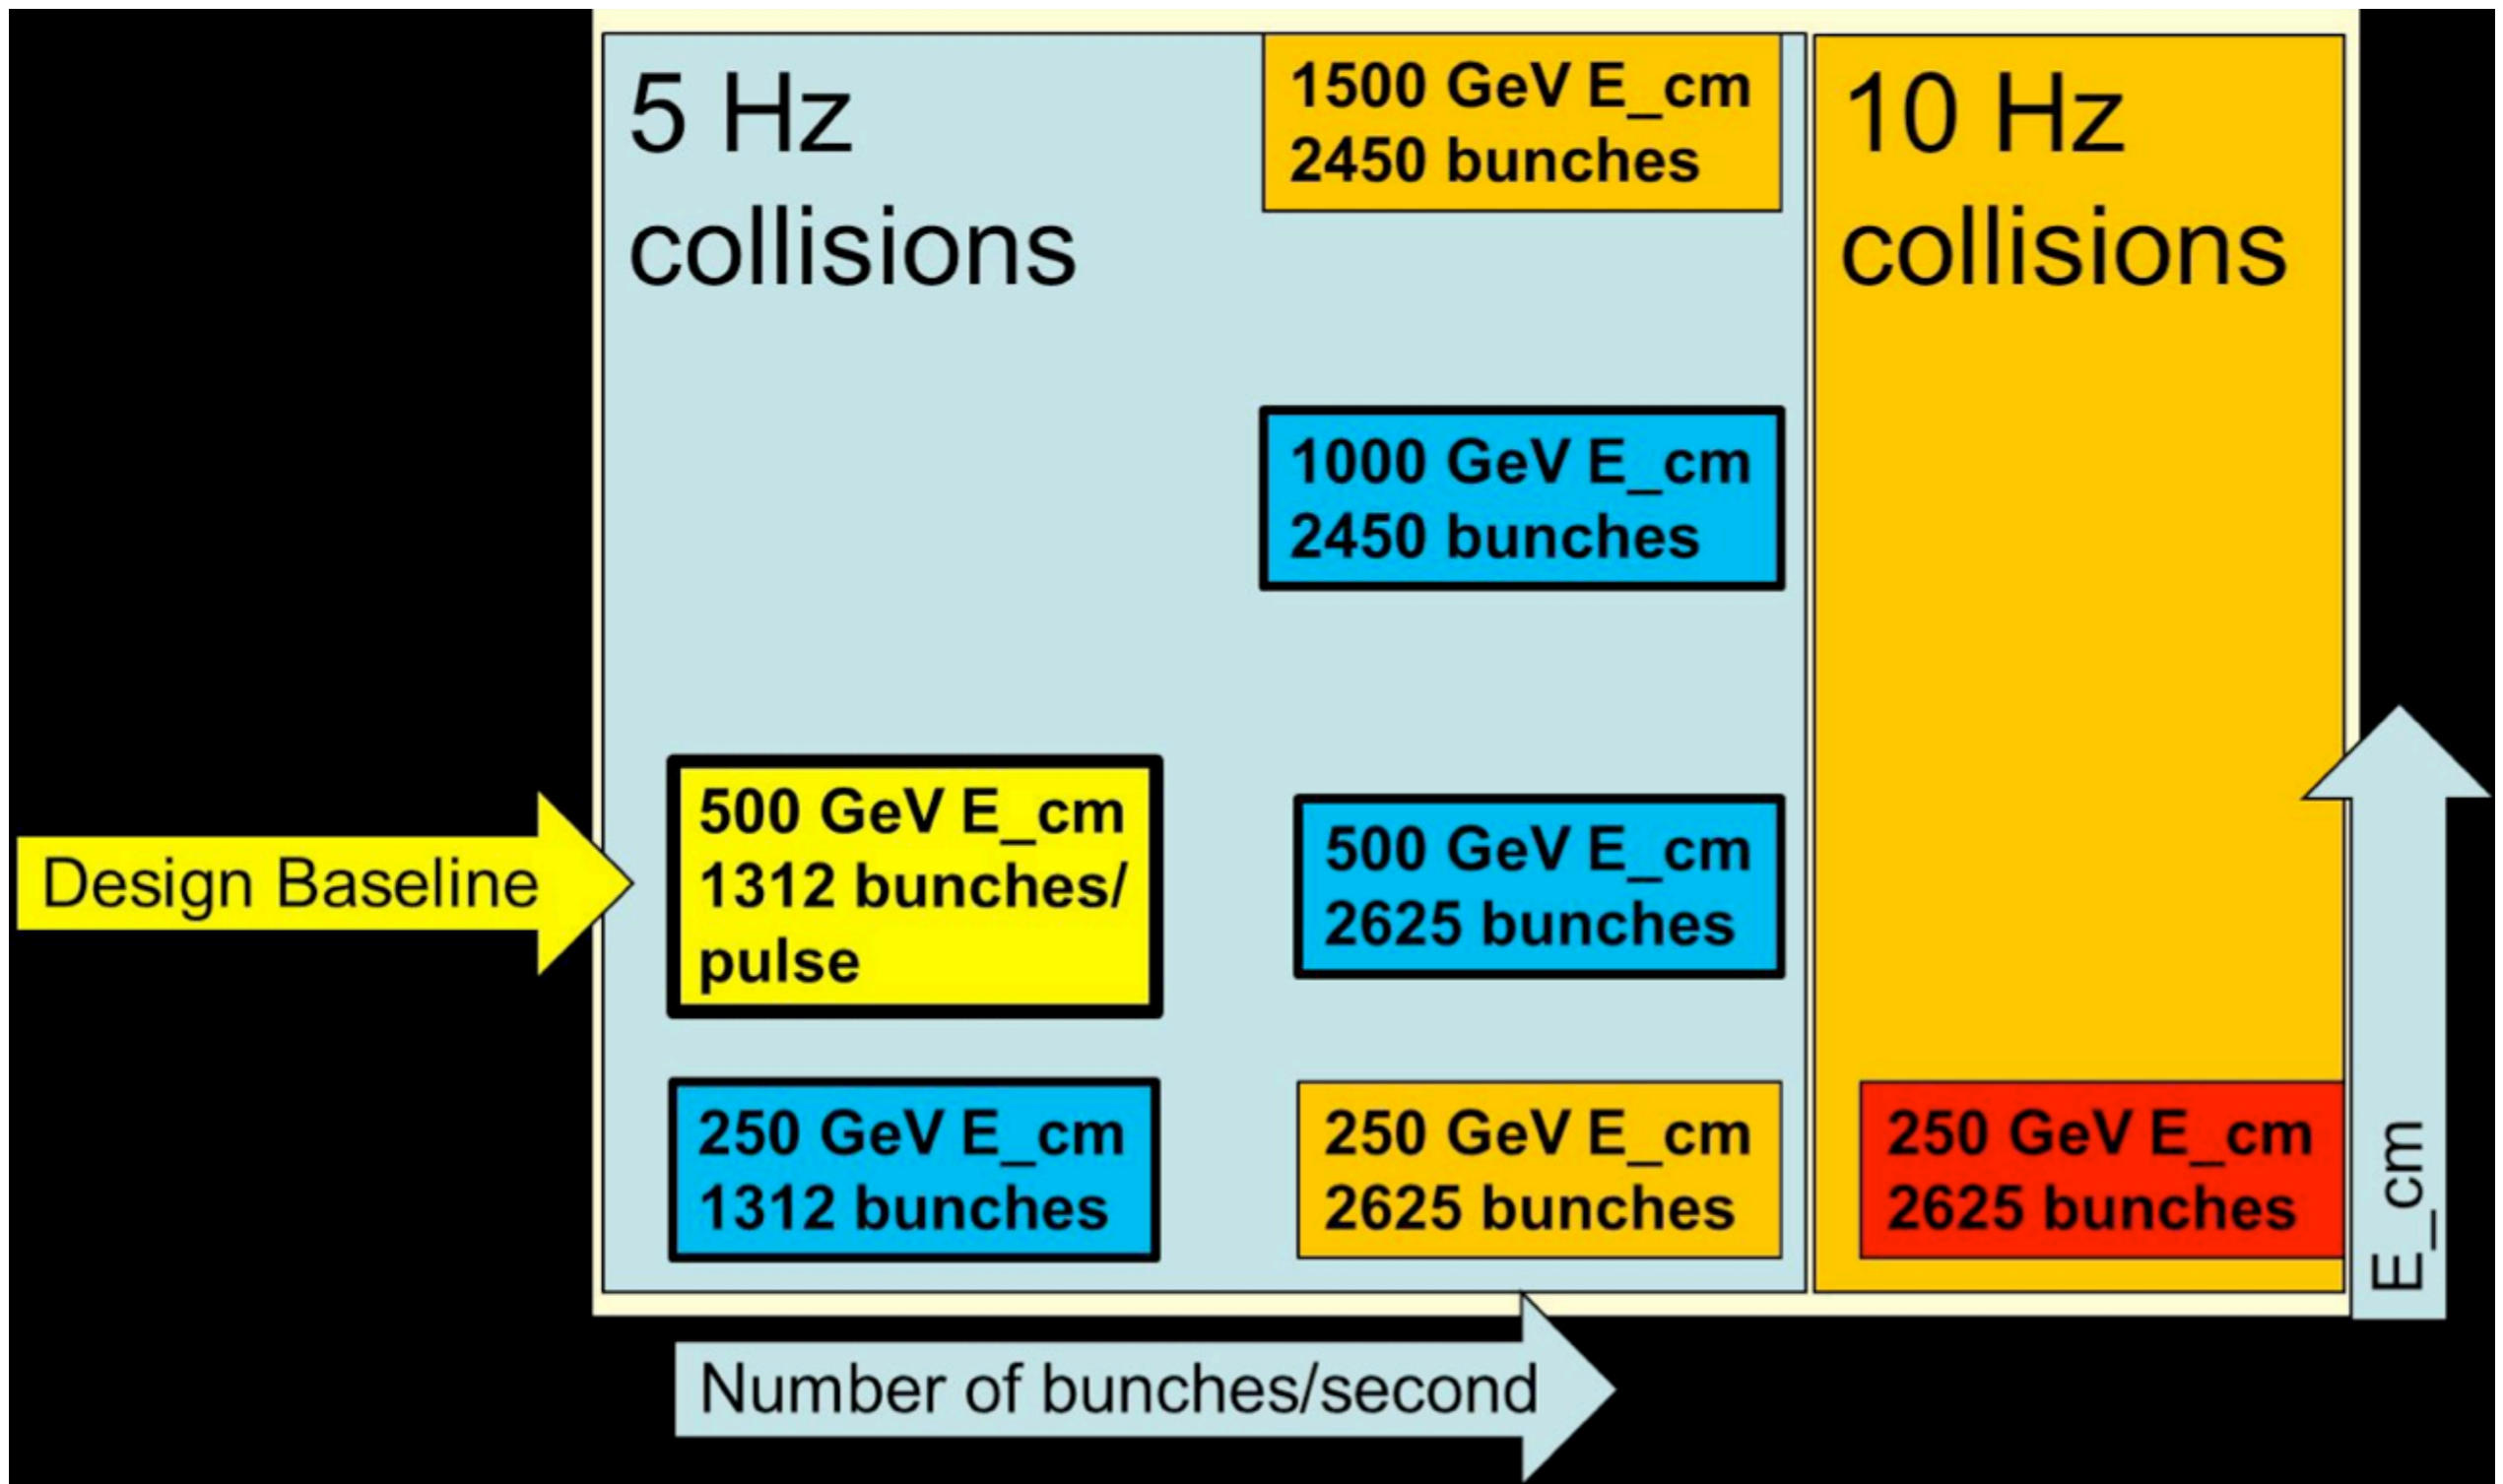 5 Hz
collisions
1500 GeV E_cm
2450 bunches
10 Hz
collisions
1000 GeV E_cm
2450 bunches
Design Baseline
500 GeV E_cm
1312 bunches/
pulse
500 GeV E_cm
2625 bunches
250 GeV E_cm
1312 bunches
250 GeV E_cm
2625 bunches
250 GeV E_cm
2625 bunches
E_cm
Number of bunches/second